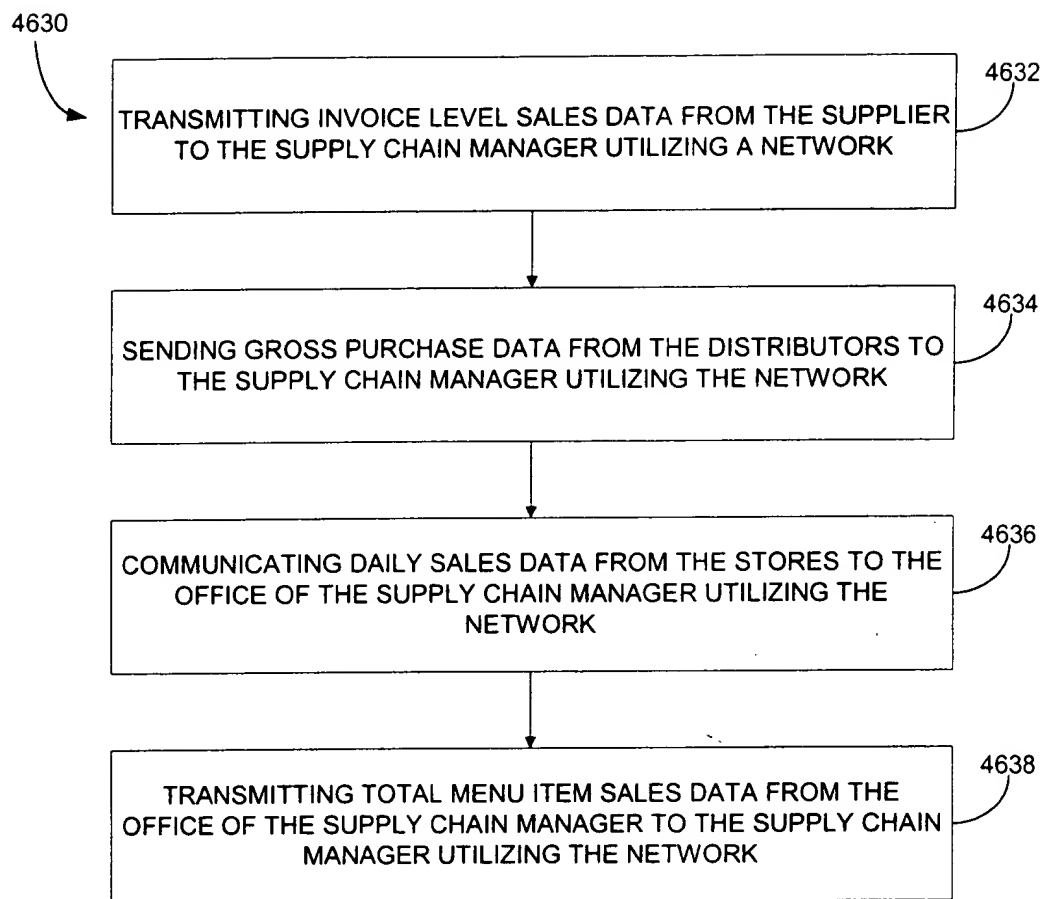 4630
4632
TRANSMITTING INVOICE LEVEL SALES DATA FROM THE SUPPLIER
TO THE SUPPLY CHAIN MANAGER UTILIZING A NETWORK
4634
SENDING GROSS PURCHASE DATA FROM THE DISTRIBUTORS TO
THE SUPPLY CHAIN MANAGER UTILIZING THE NETWORK
4636
COMMUNICATING DAILY SALES DATA FROM THE STORES TO THE
OFFICE OF THE SUPPLY CHAIN MANAGER UTILIZING THE
NETWORK
4638
TRANSMITTING TOTAL MENU ITEM SALES DATA FROM THE
OFFICE OF THE SUPPLY CHAIN MANAGER TO THE SUPPLY CHAIN
MANAGER UTILIZING THE NETWORK